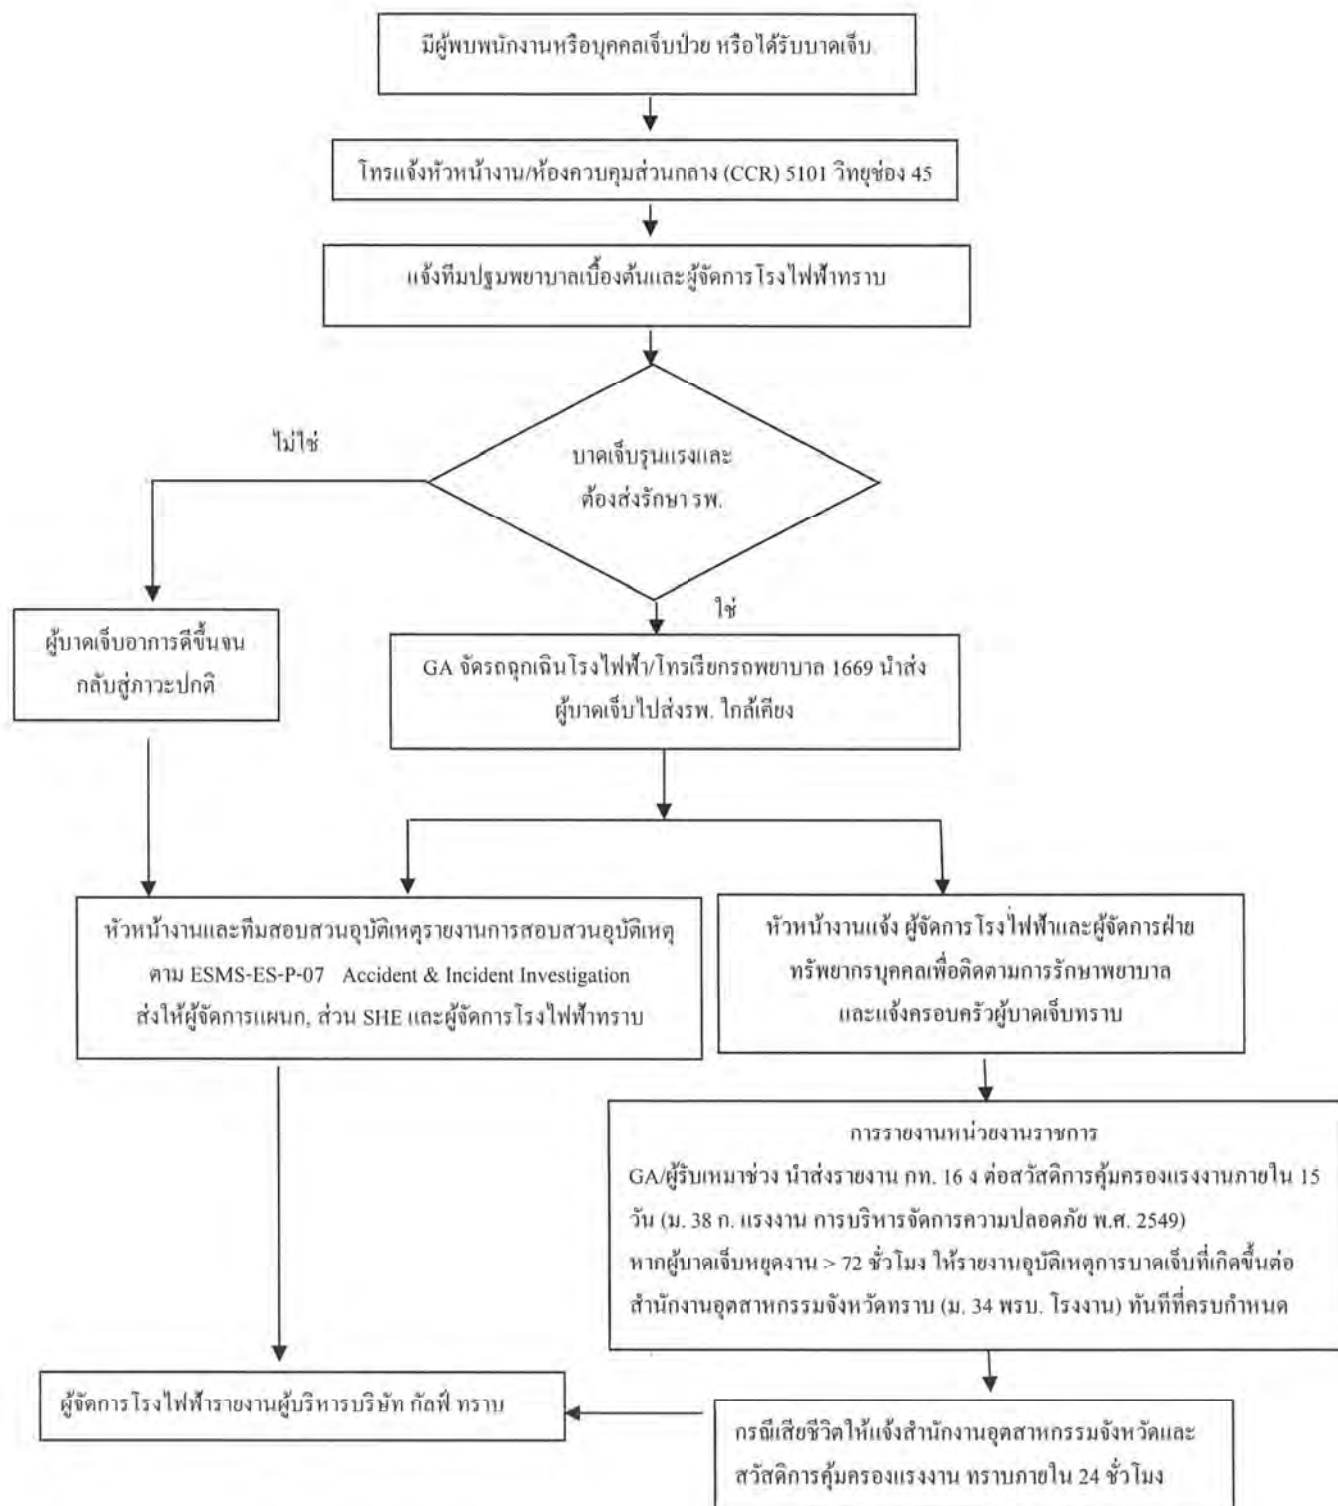 มีผู้พบพนักงานหรือบุคคลเจ็บป่วย หรือได้รับบาดเจ็บ
โทรแจ้งหัวหน้างาน/ห้องควบคุมส่วนกลาง (CCR) 5101 วิทยุช่อง 45
แจ้งทีมปฐมพยาบาลเบื้องต้นและผู้จัดการโรงไฟฟ้าทราบ
ไม่ใช่
บาดเจ็บรุนแรงและ
ต้องส่งรักษา รพ.
ใช่
ผู้บาดเจ็บอาการดีขึ้นจน
กลับสู่ภาวะปกติ
GA จัดรถฉุกเฉินโรงไฟฟ้า/โทรเรียกรถพยาบาล 1669 นำส่ง
ผู้บาดเจ็บไปส่งรพ. ใกล้เคียง
หัวหน้างานและทีมสอบสวนอุบัติเหตุรายงานการสอบสวนอุบัติเหตุ
ตาม ESMS-ES-P-07 Accident & Incident Investigation
ส่งให้ผู้จัดการแผนก, ส่วน SHE และผู้จัดการโรงไฟฟ้าทราบ
หัวหน้างานแจ้ง ผู้จัดการโรงไฟฟ้าและผู้จัดการฝ่าย
ทรัพยากรบุคคลเพื่อติดตามการรักษาพยาบาล
และแจ้งครอบครัวผู้บาดเจ็บทราบ
การรายงานหน่วยงานราชการ
GA/ผู้รับเหมาช่วง นำส่งรายงาน กท. 16 ง ต่อสวัสดิการคุ้มครองแรงงานภายใน 15
วัน (ม. 38 ก. แรงงาน การบริหารจัดการความปลอดภัย พ.ศ. 2549)
หากผู้บาดเจ็บหยุดงาน > 72 ชั่วโมง ให้รายงานอุบัติเหตุการบาดเจ็บที่เกิดขึ้นต่อ
สำนักงานอุตสาหกรรมจังหวัดทราบ (ม. 34 พรบ. โรงงาน) ทันทีที่ครบกำหนด
ผู้จัดการโรงไฟฟ้ารายงานผู้บริหารบริษัท กัลฟ์ ทราบ
กรณีเสียชีวิตให้แจ้งสำนักงานอุตสาหกรรมจังหวัดและ
สวัสดิการคุ้มครองแรงงาน ทราบภายใน 24 ชั่วโมง